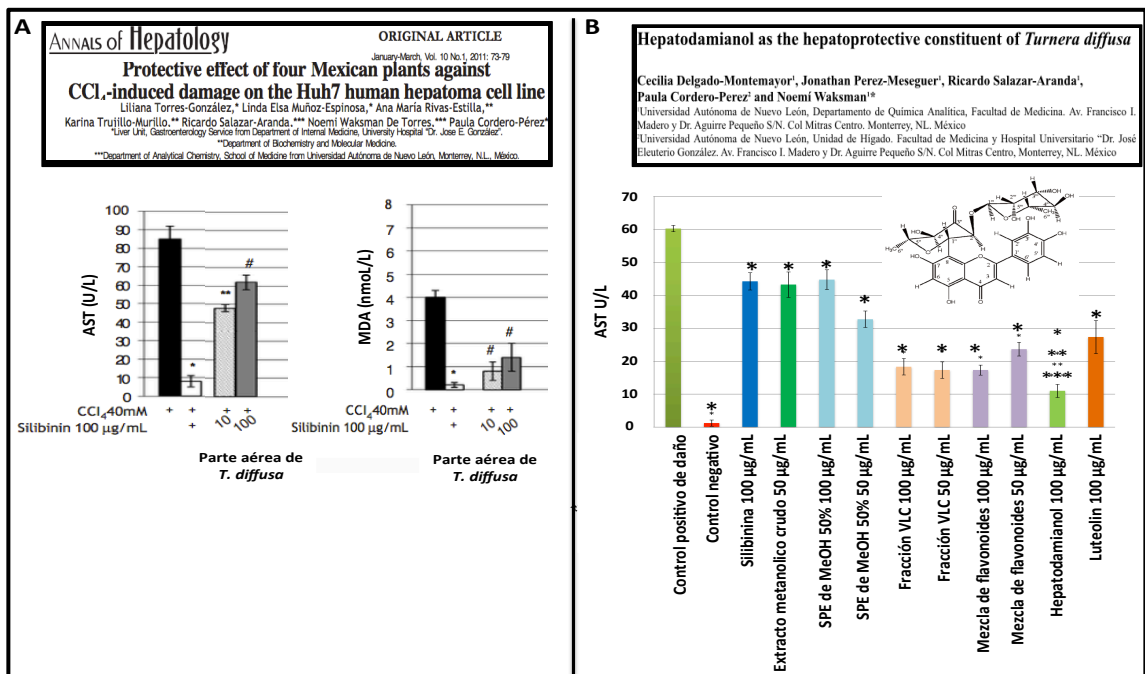 A
ANNALS of Hepatology
ORIGINAL ARTICLE
January-March, Vol. 10 No.1, 2011: 73-79
Protective effect of four Mexican plants against
CCl₄-induced damage on the Huh7 human hepatoma cell line
Liliana Torres-González,* Linda Elsa Muñoz-Espinosa,* Ana María Rivas-Estilla,**
Karina Trujillo-Murillo,** Ricardo Salazar-Aranda,*** Noemi Waksman De Torres,*** Paula Cordero-Pérez*
*Liver Unit, Gastroenterology Service from Department of Internal Medicine, University Hospital "Dr. Jose E. González".
**Department of Biochemistry and Molecular Medicine.
***Department of Analytical Chemistry, School of Medicine from Universidad Autónoma de Nuevo León, Monterrey, N.L., México.
AST (U/L)
100
90
80
70
60
50
40
30
20
10
0
*
**
#
CCl₄40mM + + + +
Silibinin 100 µg/mL + 10 100
Parte aérea de
T. diffusa
MDA (nmoL/L)
8
7
6
5
4
3
2
1
0
*
#
#
CCl₄40mM + + + +
Silibinin 100 µg/mL + 10 100
Parte aérea de
T. diffusa
B
Hepatodamianol as the hepatoprotective constituent of Turnera diffusa
Cecilia Delgado-Montemayor¹, Jonathan Perez-Meseguer¹, Ricardo Salazar-Aranda¹,
Paula Cordero-Perez² and Noemí Waksman¹*
¹Universidad Autónoma de Nuevo León, Departamento de Química Analítica, Facultad de Medicina. Av. Francisco I.
Madero y Dr. Aguirre Pequeño S/N. Col Mitras Centro. Monterrey, NL. México
²Universidad Autónoma de Nuevo León, Unidad de Hígado. Facultad de Medicina y Hospital Universitario "Dr. José
Eleuterio González. Av. Francisco I. Madero y Dr. Aguirre Pequeño S/N. Col Mitras Centro, Monterrey, NL. México
AST U/L
70
60
50
40
30
20
10
0
Control positivo de daño
Control negativo
Silibinina 100 µg/mL
Extracto metanolico crudo 50 µg/mL
SPE de MeOH 50% 100 µg/mL
SPE de MeOH 50% 50 µg/mL
Fracción VLC 100 µg/mL
Fracción VLC 50 µg/mL
Mezcla de flavonoides 100 µg/mL
Mezcla de flavonoides 50 µg/mL
Hepatodamianol 100 µg/mL
Luteolin 100 µg/mL